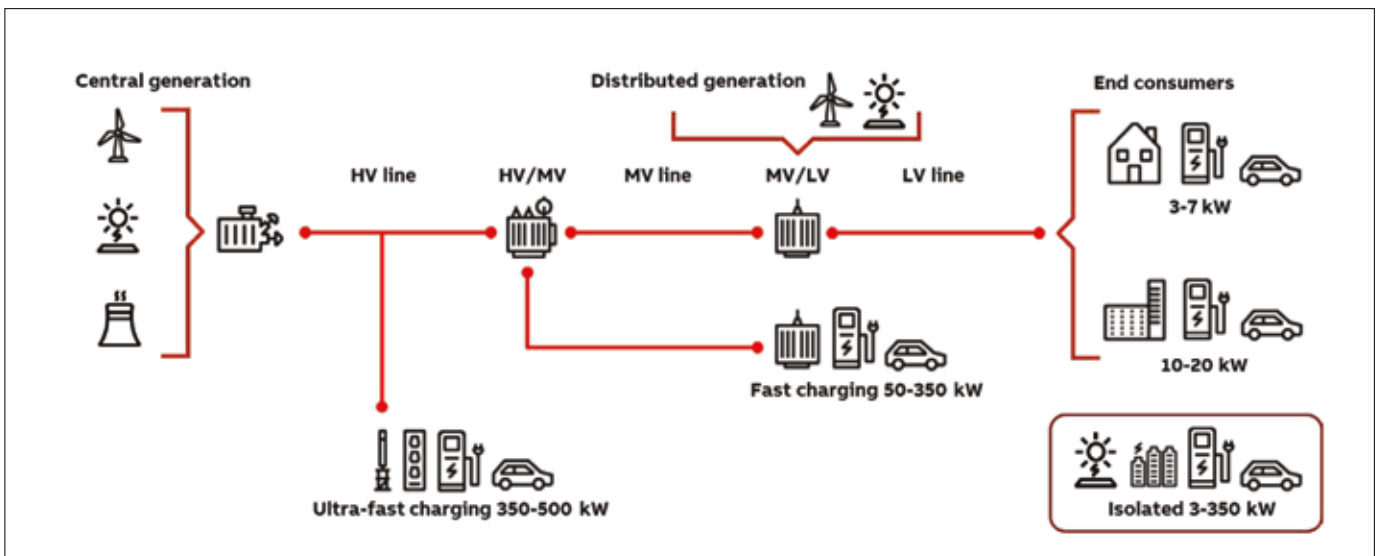 Central generation
Distributed generation
End consumers
HV line
HV/MV
MV line
MV/LV
LV line
3-7 kW
10-20 kW
Fast charging 50-350 kW
Ultra-fast charging 350-500 kW
Isolated 3-350 kW